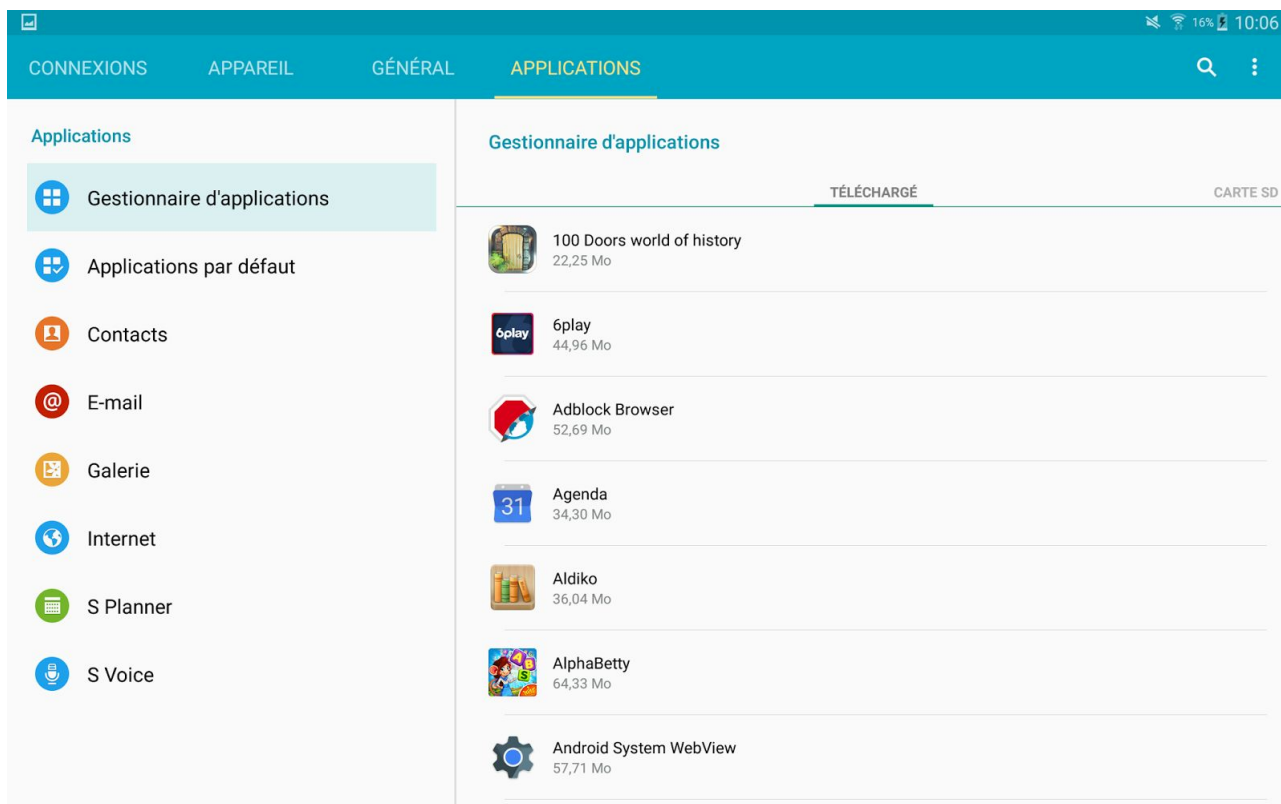 16% 10:06
CONNEXIONS APPAREIL GÉNÉRAL APPLICATIONS
Applications
Gestionnaire d'applications
Applications par défaut
Contacts
@
E-mail
Galerie
Internet
S Planner
S Voice
Gestionnaire d'applications
TÉLÉCHARGÉ CARTE SD
100 Doors world of history
22,25 Mo
6play
6play
44,96 Mo
Adblock Browser
52,69 Mo
31
Agenda
34,30 Mo
Aldiko
36,04 Mo
A B
S
AlphaBetty
64,33 Mo
Android System WebView
57,71 Mo